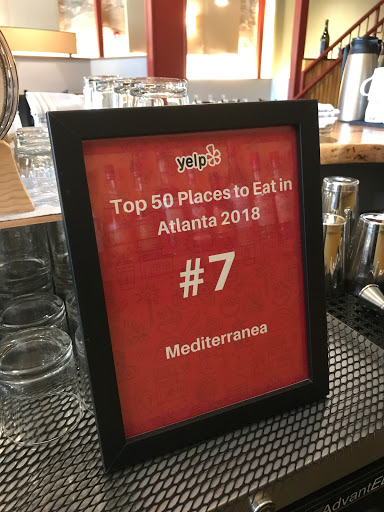 yelp
Top 50 Places to Eat in
Atlanta 2018
#7
Mediterranea